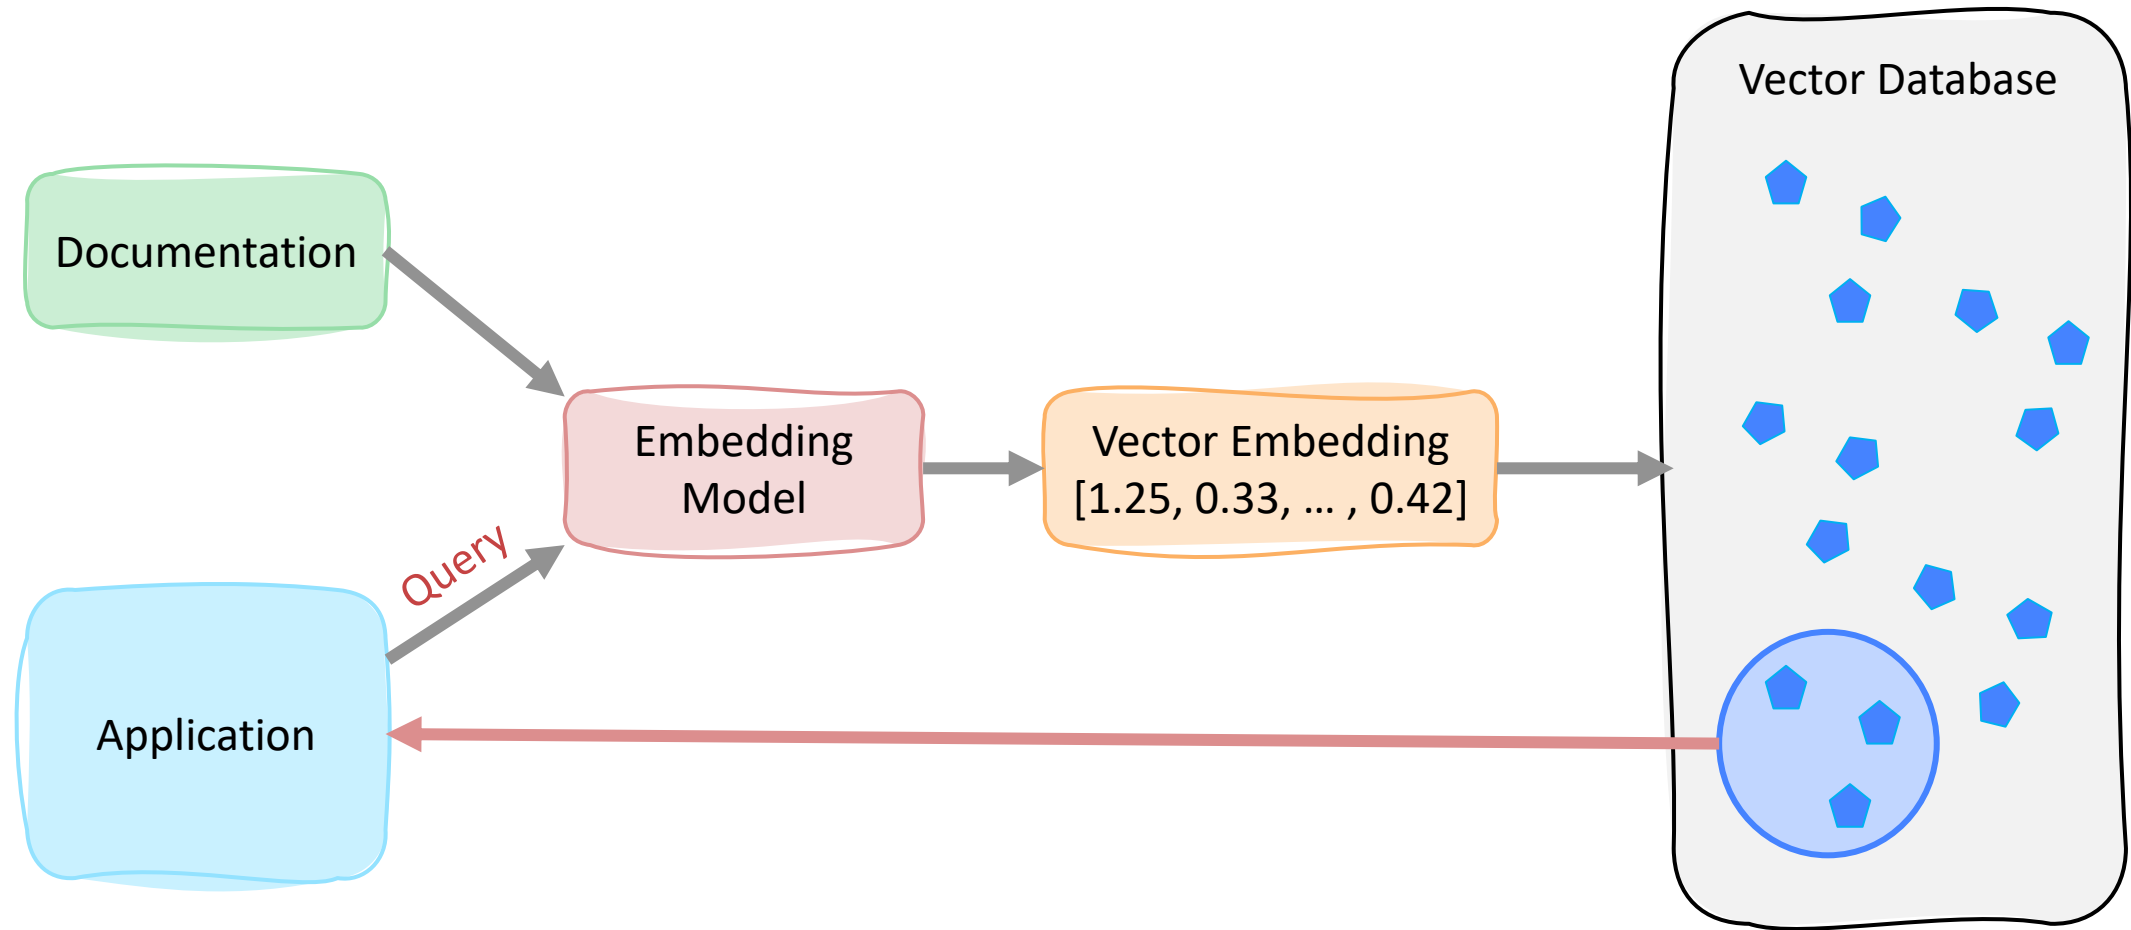 Vector Database
Documentation
Embedding
Model
Vector Embedding
[1.25, 0.33, ... , 0.42]
Query
Application